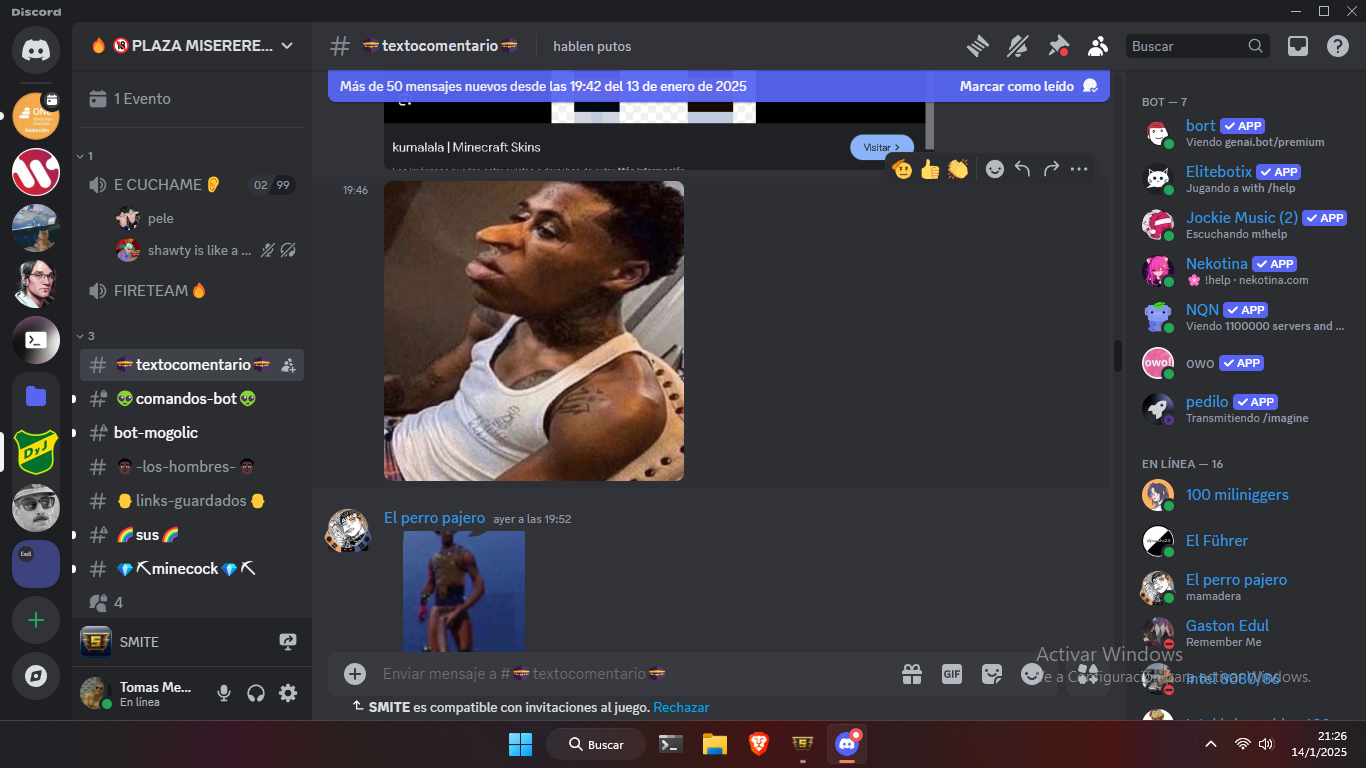 Discord
PLAZA MISERERE...
textocomentario
hablen putos
Buscar
1 Evento
Más de 50 mensajes nuevos desde las 19:42 del 13 de enero de 2025
Marcar como leído
kumalala | Minecraft Skins
Visitar >
1
E CUCHAME
02 99
pele
shawty is like a ...
FIRETEAM
3
textocomentario
comandos-bot
bot-mogolic
-los-hombres-
links-guardados
sus
minecock
4
SMITE
Tomas Me...
En línea
19:46
El perro pajero ayer a las 19:52
Enviar mensaje a # textocomentario
GIF
SMITE es compatible con invitaciones al juego. Rechazar
BOT — 7
bort APP
Viendo genai.bot/premium
Elitebotix APP
Jugando a with /help
Jockie Music (2) APP
Escuchando m!help
Nekotina APP
!help · nekotina.com
NQN APP
Viendo 1100000 servers and ...
owo APP
pedilo APP
Transmitiendo /imagine
EN LÍNEA — 16
100 miniliggers
El Führer
El perro pajero
mamadera
Gaston Edul
Remember Me
Intel 8080/86
Activar Windows
Buscar
21:26
14/1/2025